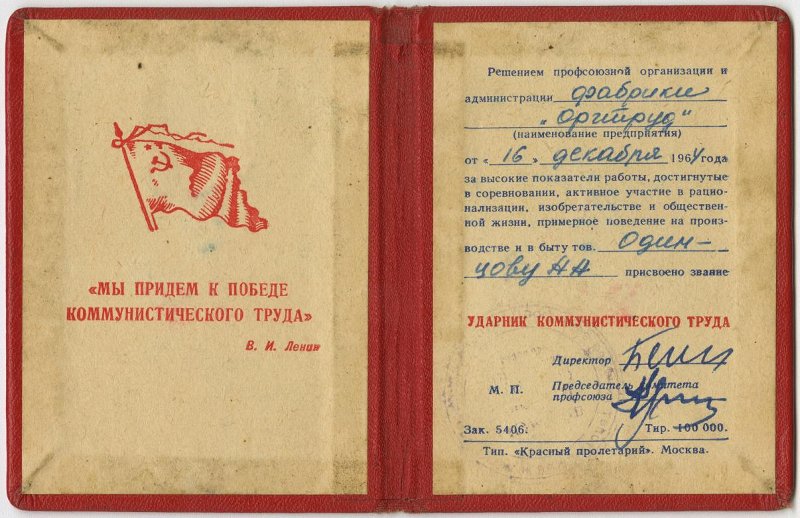 «МЫ ПРИДЕМ К ПОБЕДЕ
КОММУНИСТИЧЕСКОГО ТРУДА»
В. И. Ленин
Решением профсоюзной организации и
администрации фабрики
„Оргтруд"
(наименование предприятия)
от « 16 » декабря 1964 года
за высокие показатели работы, достигнутые
в соревновании, активное участие в рацио-
нализации, изобретательстве и обществен-
ной жизни, примерное поведение на произ-
водстве и в быту тов. Один-
цову АА присвоено звание
УДАРНИК КОММУНИСТИЧЕСКОГО ТРУДА
Директор
М. П. Председатель комитета
профсоюза
Зак. 5406. Тир. 100 000.
Тип. «Красный пролетарий». Москва.